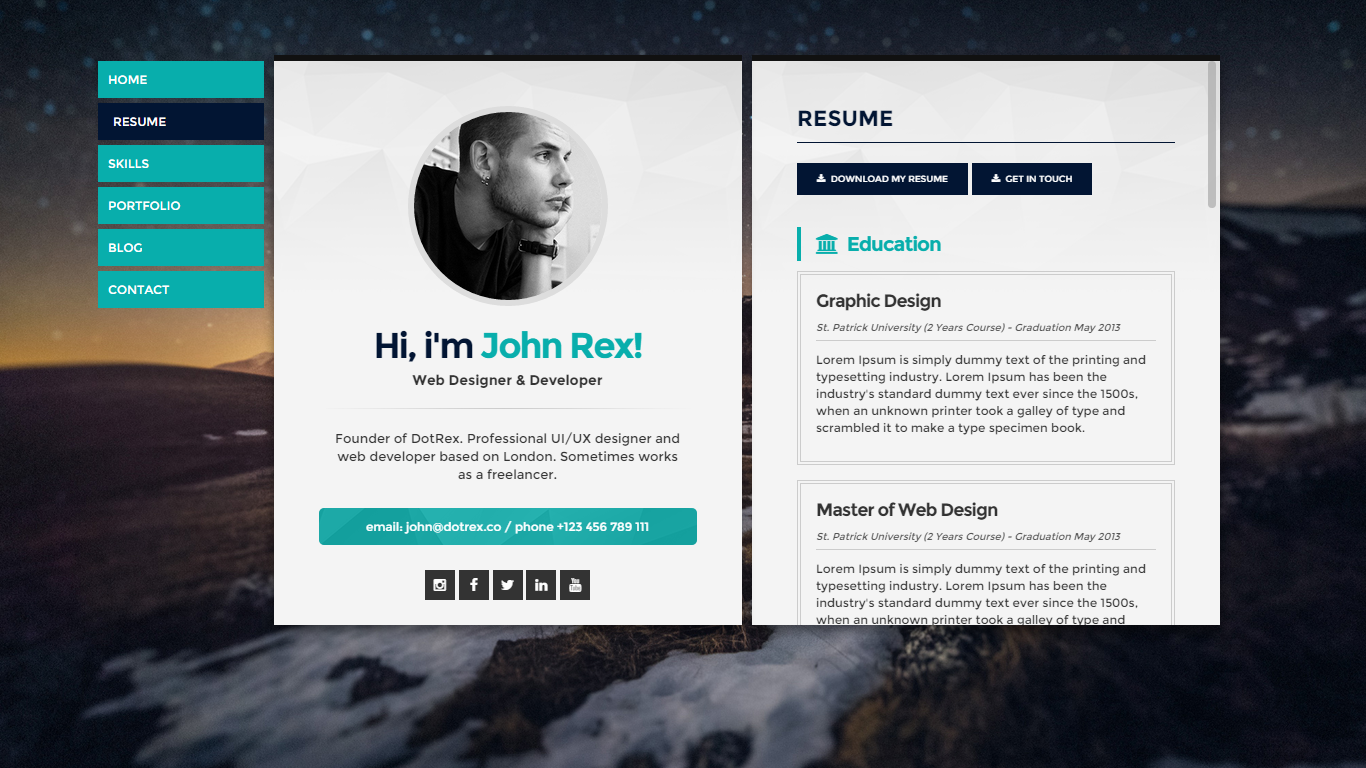 HOME
RESUME
SKILLS
PORTFOLIO
BLOG
CONTACT
Hi, i'm John Rex!
Web Designer & Developer
Founder of DotRex. Professional UI/UX designer and
web developer based on London. Sometimes works
as a freelancer.
email: john@dotrex.co / phone +123 456 789 111
You
Tube
RESUME
DOWNLOAD MY RESUME
GET IN TOUCH
Education
Graphic Design
St. Patrick University (2 Years Course) - Graduation May 2013
Lorem Ipsum is simply dummy text of the printing and
typesetting industry. Lorem Ipsum has been the
industry's standard dummy text ever since the 1500s,
when an unknown printer took a galley of type and
scrambled it to make a type specimen book.
Master of Web Design
St. Patrick University (2 Years Course) - Graduation May 2013
Lorem Ipsum is simply dummy text of the printing and
typesetting industry. Lorem Ipsum has been the
industry's standard dummy text ever since the 1500s,
when an unknown printer took a galley of type and